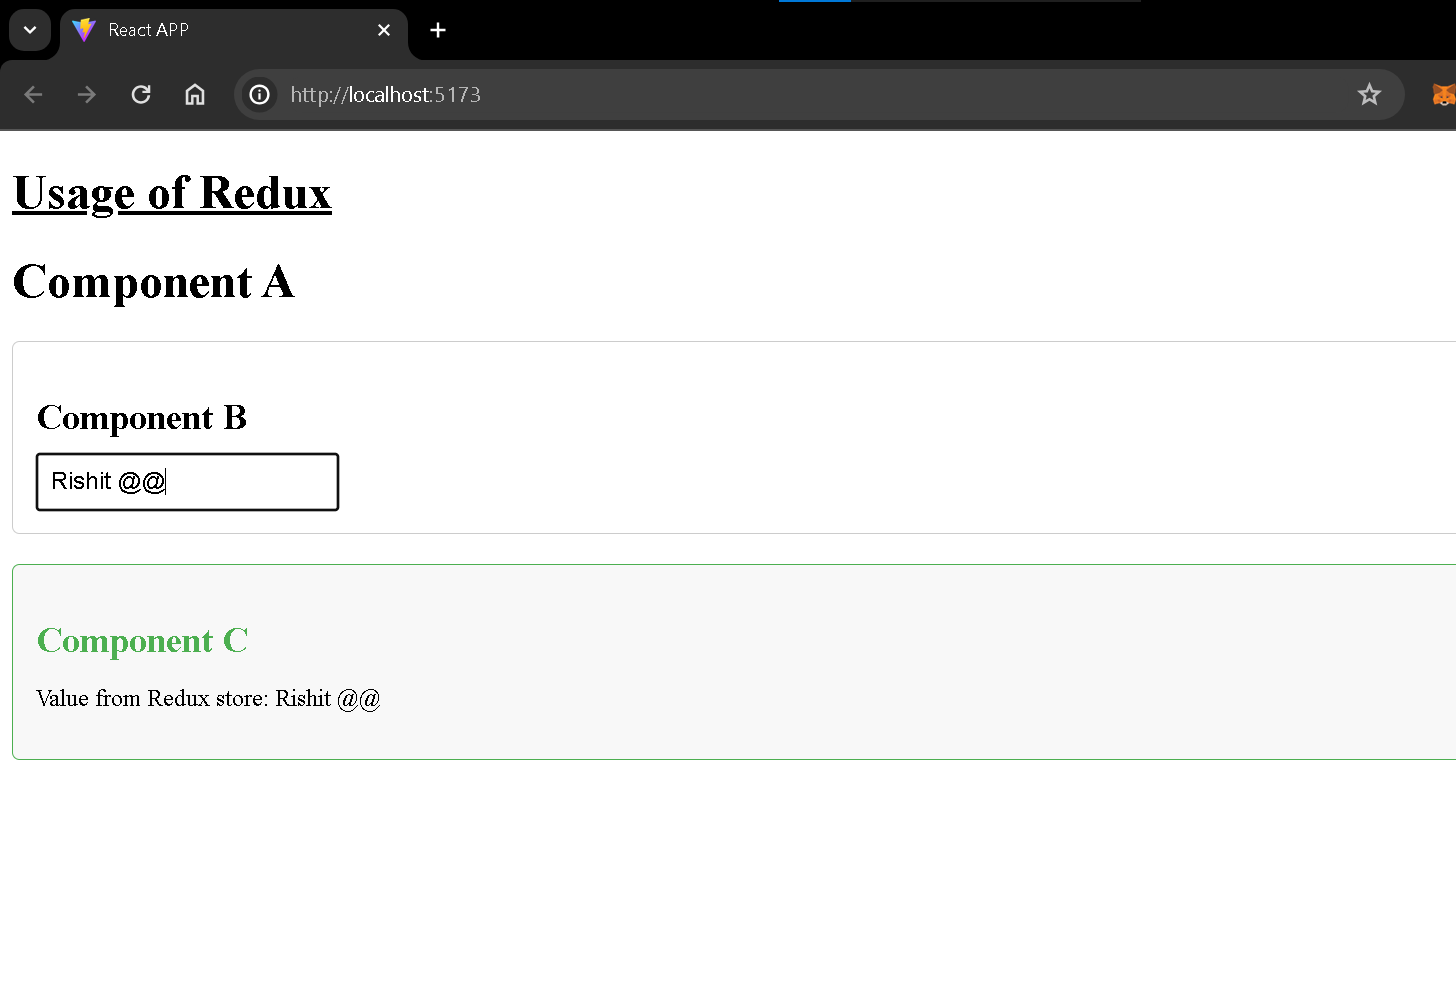 React APP
http://localhost:5173
Usage of Redux
Component A
Component B
Rishit @@
Component C
Value from Redux store: Rishit @@